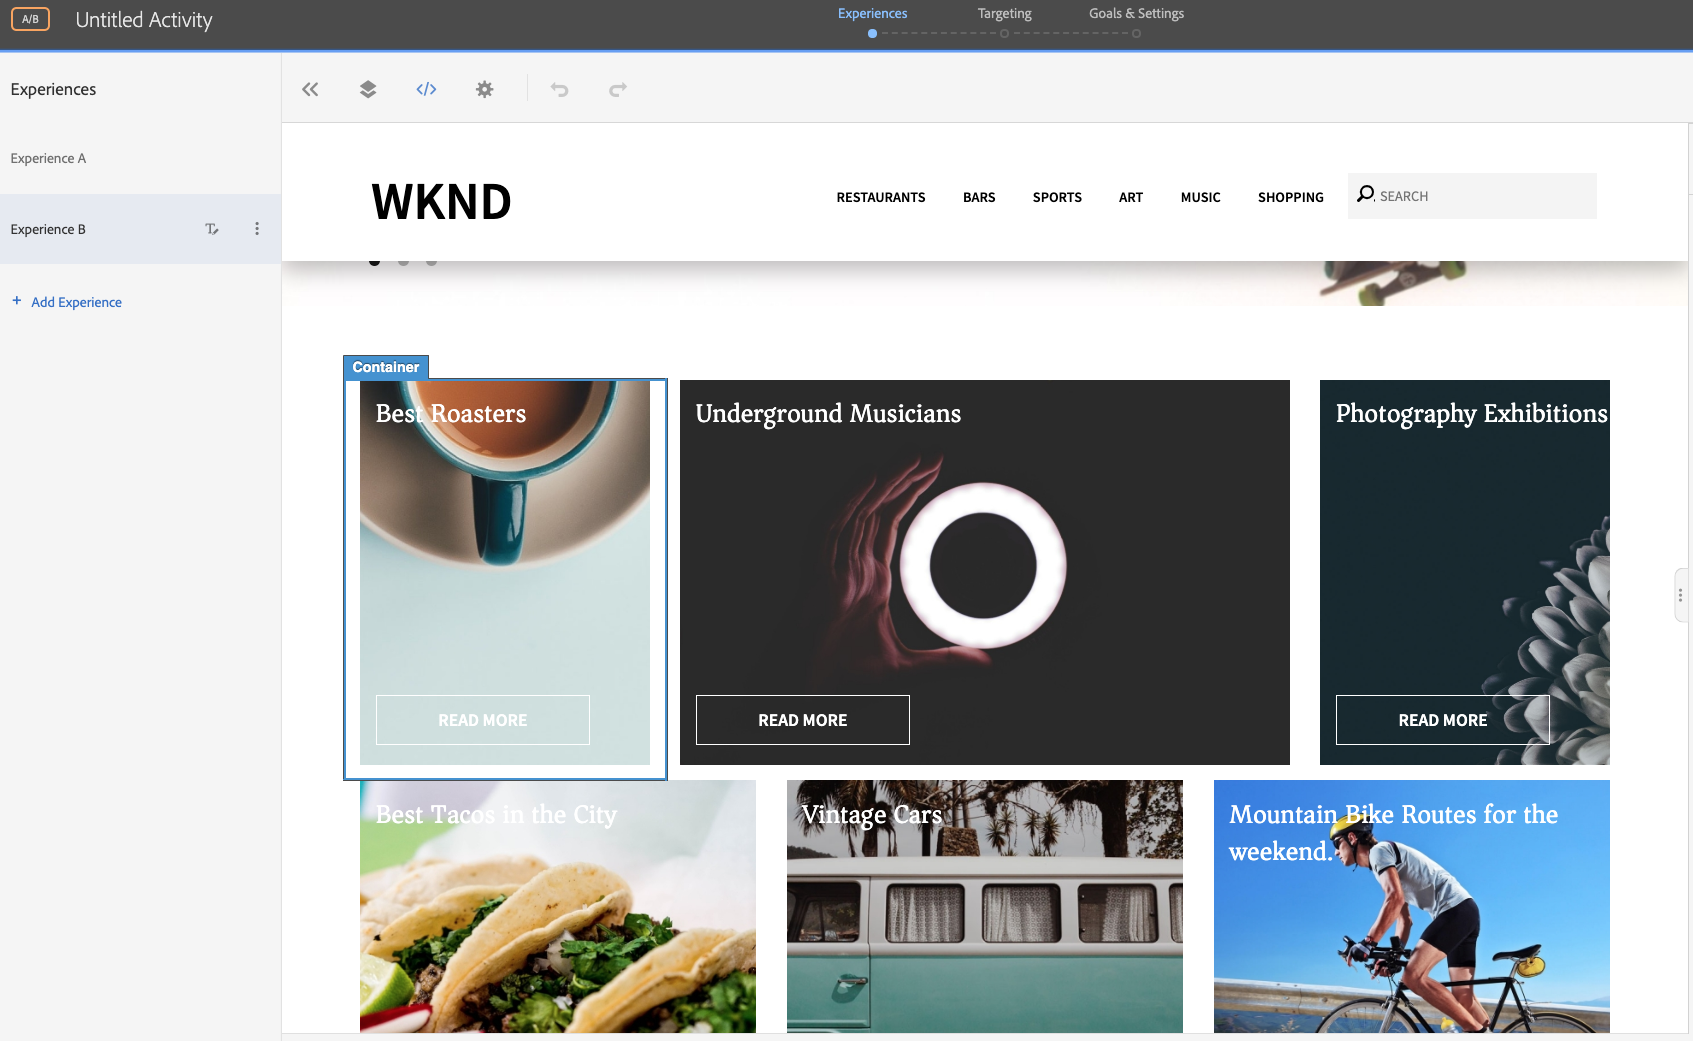 A/B
Untitled Activity
Experiences
Targeting
Goals & Settings
Experiences
Experience A
Experience B
+ Add Experience
</>
WKND
RESTAURANTS BARS SPORTS ART MUSIC SHOPPING SEARCH
Container
Best Roasters
READ MORE
Underground Musicians
READ MORE
Photography Exhibitions
READ MORE
Best Tacos in the City
Vintage Cars
Mountain Bike Routes for the
weekend.